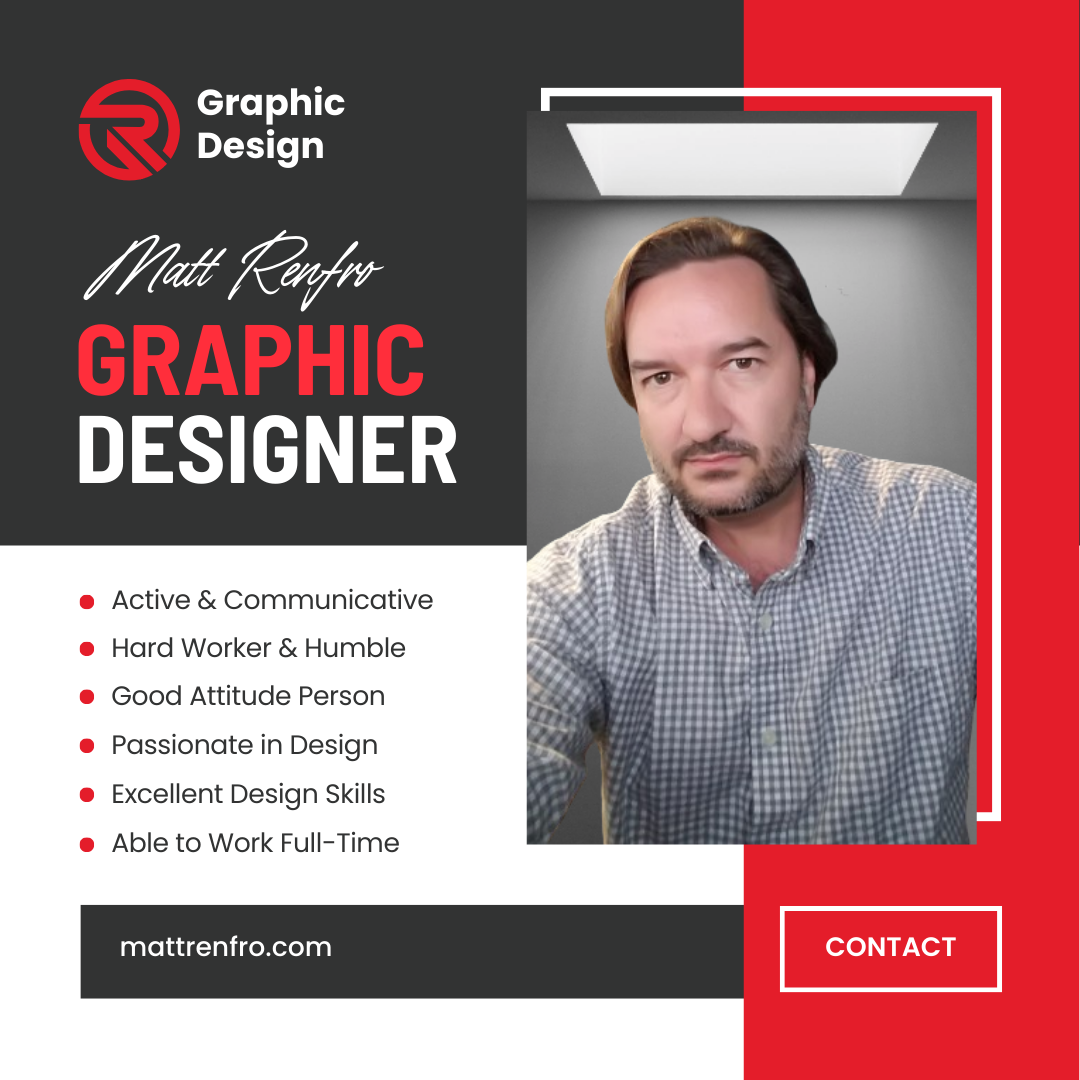 Graphic
Design
Matt Renfro
GRAPHIC
DESIGNER
Active & Communicative
Hard Worker & Humble
Good Attitude Person
Passionate in Design
Excellent Design Skills
Able to Work Full-Time
mattrenfro.com
CONTACT